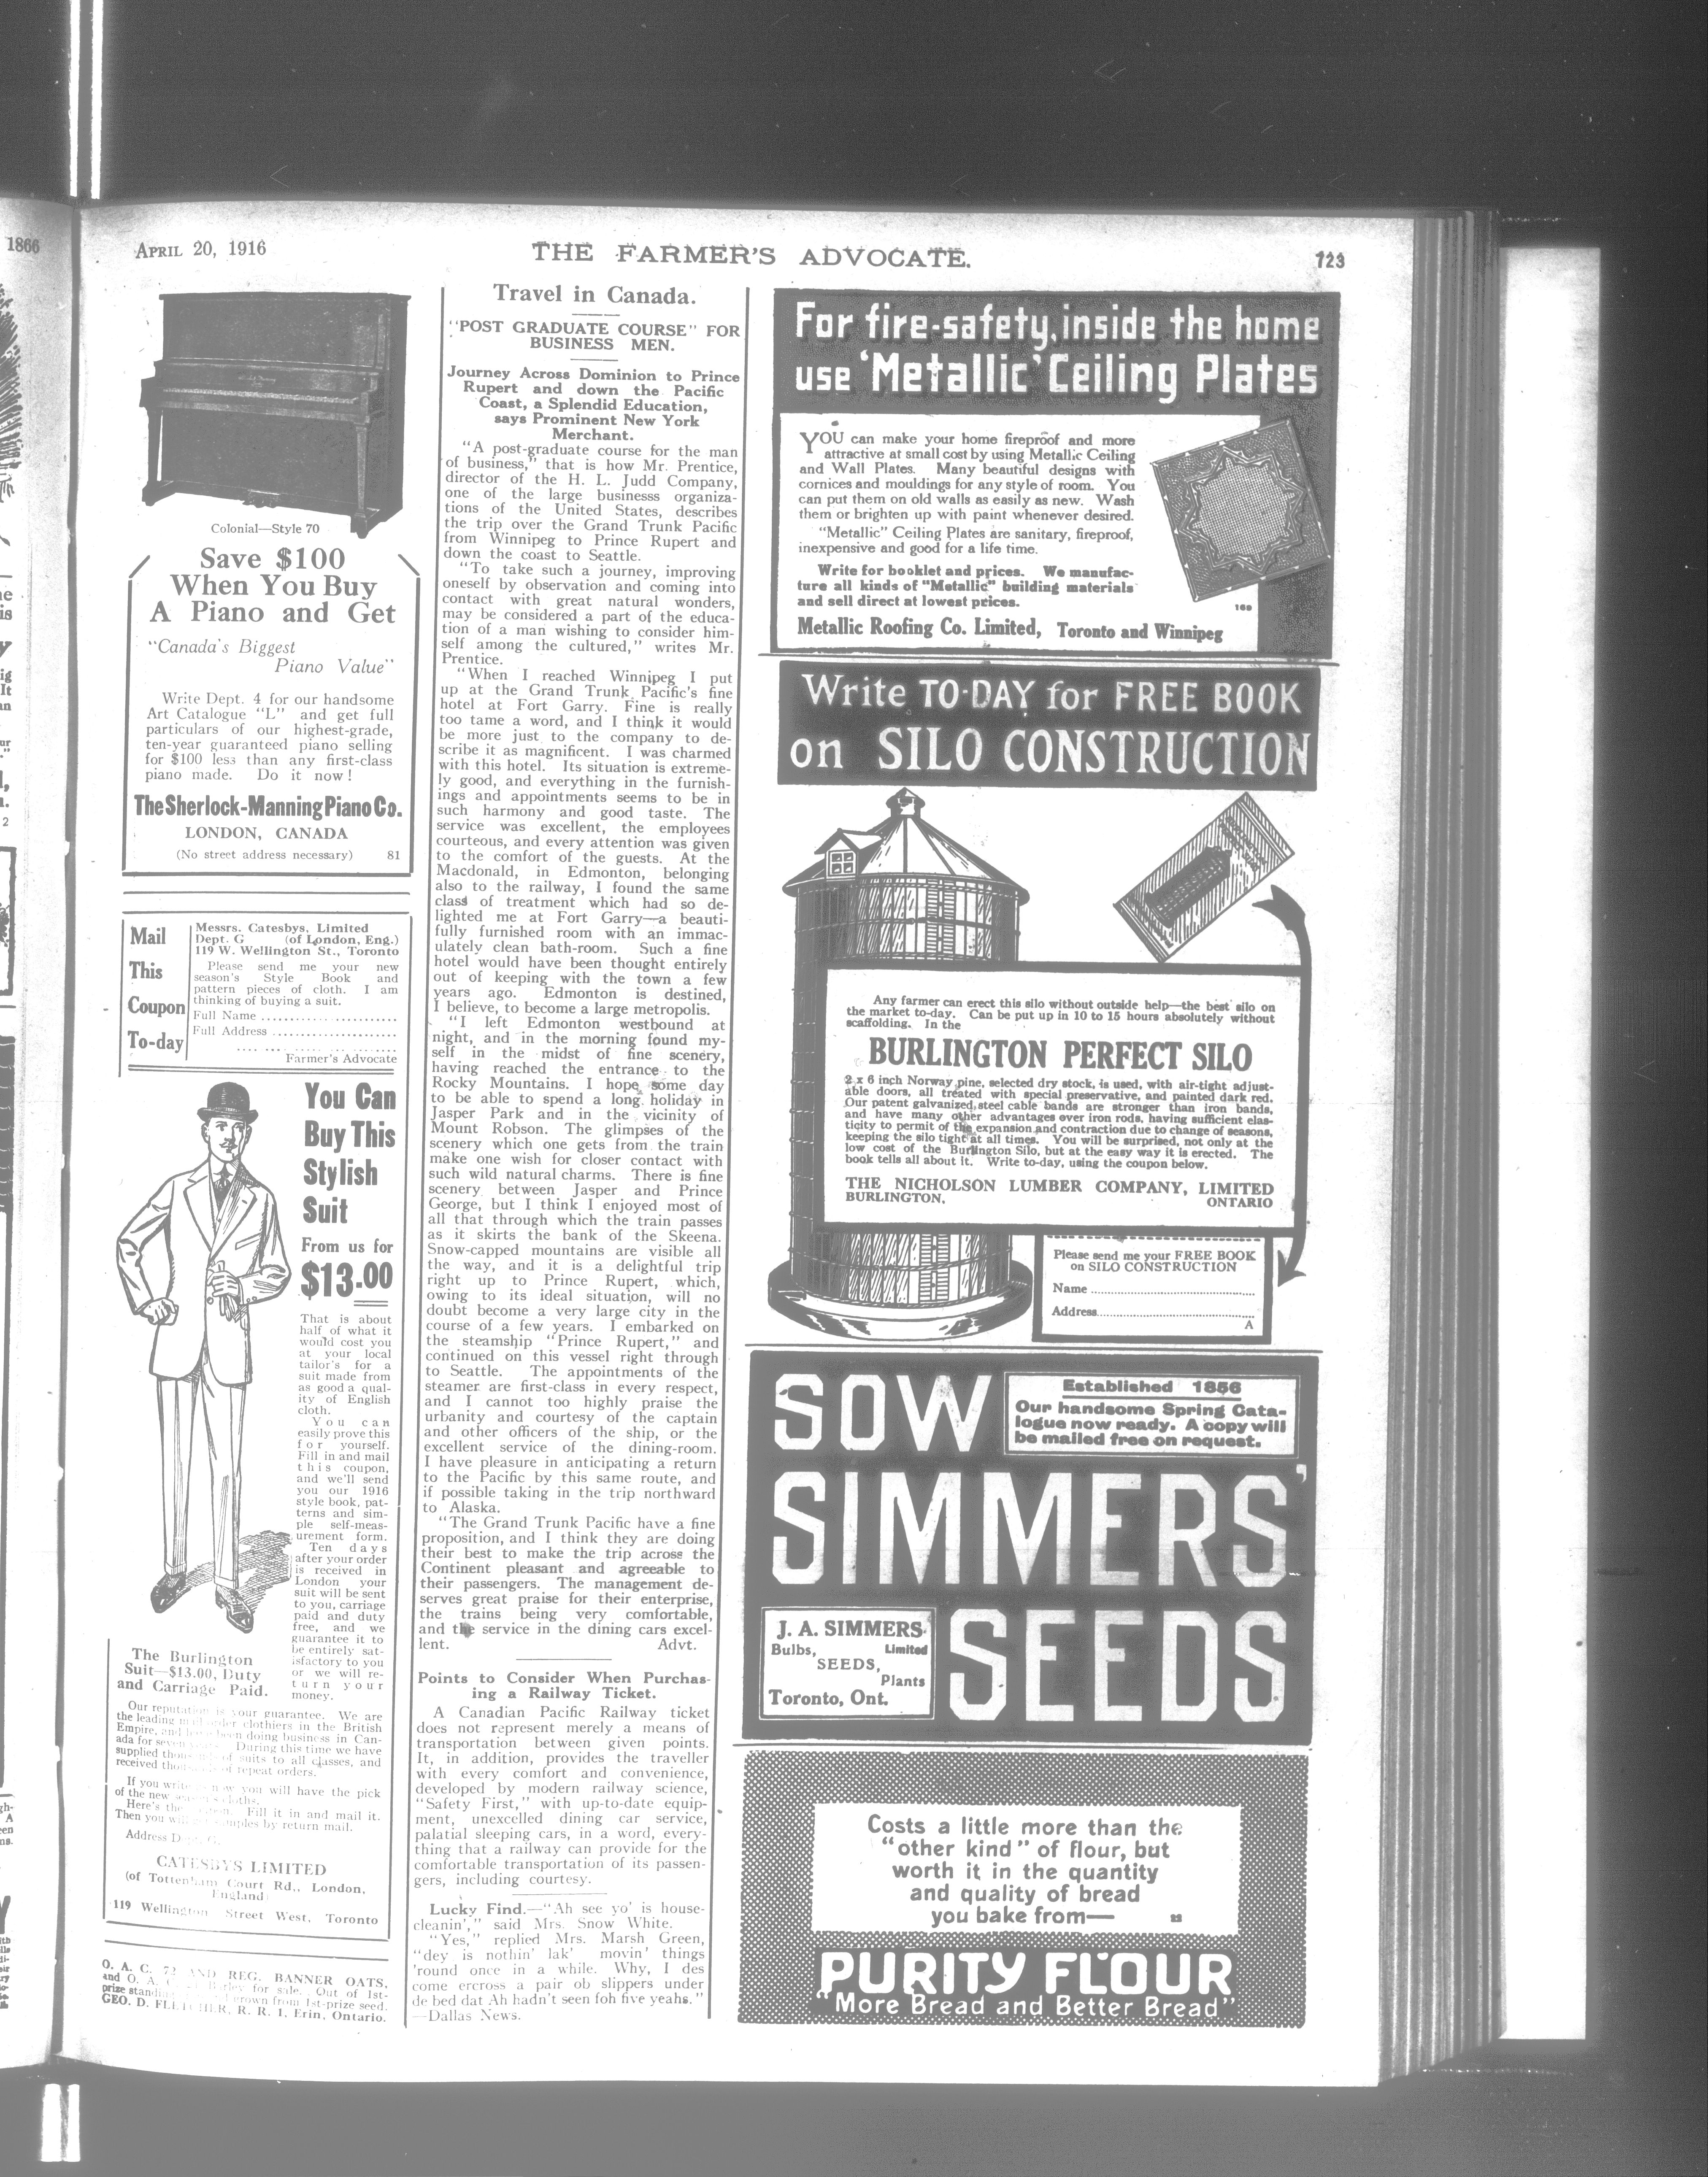 1866
APRIL 20, 1916
THE FARMER'S ADVOCATE.
723
Colonial—Style 70
Save $100
When You Buy
A Piano and Get
"Canada's Biggest
Piano Value"
Write Dept. 4 for our handsome
Art Catalogue "L" and get full
particulars of our highest-grade,
ten-year guaranteed piano selling
for $100 less than any first-class
piano made. Do it now!
The Sherlock-Manning Piano Co.
LONDON, CANADA
(No street address necessary) 81
Mail
This
Coupon
To-day
Messrs. Catesbys, Limited
Dept. G (of London, Eng.)
119 W. Wellington St., Toronto
Please send me your new
season's Style Book and
pattern pieces of cloth. I am
thinking of buying a suit.
Full Name
Full Address
Farmer's Advocate
You Can
Buy This
Stylish
Suit
From us for
$13.00
That is about
half of what it
would cost you
at your local
tailor's for a
suit made from
as good a qual-
ity of English
cloth.
You can
easily prove this
for yourself.
Fill in and mail
this coupon,
and we'll send
you our 1916
style book, pat-
terns and sim-
ple self-meas-
urement form.
Ten days
after your order
is received in
London your
suit will be sent
to you, carriage
paid and duty
free, and we
guarantee it to
be entirely sat-
isfactory to you
or we will re-
turn your
money.
The Burlington
Suit—$13.00, Duty
and Carriage Paid.
Our reputation is your guarantee. We are
the leading mail order clothiers in the British
Empire, and have been doing business in Can-
ada for seven years. During this time we have
supplied thousands of suits to all classes, and
received thousands of repeat orders.
If you write now you will have the pick
of the new season's cloths.
Here's the coupon. Fill it in and mail it.
Then you will get samples by return mail.
Address Dept. G.
CATESBYS LIMITED
(of Tottenham Court Rd., London,
England)
119 Wellington Street West, Toronto
O. A. C. 72 AND REG. BANNER OATS,
and O. A. C. Barley for sale. Out of 1st-
prize standing grown from 1st-prize seed.
GEO. D. FLETCHER, R. R. 1, Erin, Ontario.
Travel in Canada.
"POST GRADUATE COURSE" FOR
BUSINESS MEN.
Journey Across Dominion to Prince
Rupert and down the Pacific
Coast, a Splendid Education,
says Prominent New York
Merchant.
"A post-graduate course for the man
of business," that is how Mr. Prentice,
director of the H. L. Judd Company,
one of the large businesss organiza-
tions of the United States, describes
the trip over the Grand Trunk Pacific
from Winnipeg to Prince Rupert and
down the coast to Seattle.
"To take such a journey, improving
oneself by observation and coming into
contact with great natural wonders,
may be considered a part of the educa-
tion of a man wishing to consider him-
self among the cultured," writes Mr.
Prentice.
"When I reached Winnipeg I put
up at the Grand Trunk Pacific's fine
hotel at Fort Garry. Fine is really
too tame a word, and I think it would
be more just to the company to de-
scribe it as magnificent. I was charmed
with this hotel. Its situation is extreme-
ly good, and everything in the furnish-
ings and appointments seems to be in
such harmony and good taste. The
service was excellent, the employees
courteous, and every attention was given
to the comfort of the guests. At the
Macdonald, in Edmonton, belonging
also to the railway, I found the same
class of treatment which had so de-
lighted me at Fort Garry—a beauti-
fully furnished room with an immac-
ulately clean bath-room. Such a fine
hotel would have been thought entirely
out of keeping with the town a few
years ago. Edmonton is destined,
I believe, to become a large metropolis.
"I left Edmonton westbound at
night, and in the morning found my-
self in the midst of fine scenery,
having reached the entrance to the
Rocky Mountains. I hope some day
to be able to spend a long holiday in
Jasper Park and in the vicinity of
Mount Robson. The glimpses of the
scenery which one gets from the train
make one wish for closer contact with
such wild natural charms. There is fine
scenery between Jasper and Prince
George, but I think I enjoyed most of
all that through which the train passes
as it skirts the bank of the Skeena.
Snow-capped mountains are visible all
the way, and it is a delightful trip
right up to Prince Rupert, which,
owing to its ideal situation, will no
doubt become a very large city in the
course of a few years. I embarked on
the steamship "Prince Rupert," and
continued on this vessel right through
to Seattle. The appointments of the
steamer are first-class in every respect,
and I cannot too highly praise the
urbanity and courtesy of the captain
and other officers of the ship, or the
excellent service of the dining-room.
I have pleasure in anticipating a return
to the Pacific by this same route, and
if possible taking in the trip northward
to Alaska.
"The Grand Trunk Pacific have a fine
proposition, and I think they are doing
their best to make the trip across the
Continent pleasant and agreeable to
their passengers. The management de-
serves great praise for their enterprise,
the trains being very comfortable,
and the service in the dining cars excel-
lent. Advt.
Points to Consider When Purchas-
ing a Railway Ticket.
A Canadian Pacific Railway ticket
does not represent merely a means of
transportation between given points.
It, in addition, provides the traveller
with every comfort and convenience,
developed by modern railway science,
"Safety First," with up-to-date equip-
ment, unexcelled dining car service,
palatial sleeping cars, in a word, every-
thing that a railway can provide for the
comfortable transportation of its passen-
gers, including courtesy.
Lucky Find.—"Ah see yo' is house-
cleanin'," said Mrs. Snow White.
"Yes," replied Mrs. Marsh Green,
"dey is nothin' lak' movin' things
'round once in a while. Why, I des
come ercross a pair ob slippers under
de bed dat Ah hadn't seen foh five yeahs."
—Dallas News.
For fire-safety, inside the home
use 'Metallic' Ceiling Plates
YOU can make your home fireproof and more
attractive at small cost by using Metallic Ceiling
and Wall Plates. Many beautiful designs with
cornices and mouldings for any style of room. You
can put them on old walls as easily as new. Wash
them or brighten up with paint whenever desired.
"Metallic" Ceiling Plates are sanitary, fireproof,
inexpensive and good for a life time.
Write for booklet and prices. We manufac-
ture all kinds of "Metallic" building materials
and sell direct at lowest prices.
169
Metallic Roofing Co. Limited, Toronto and Winnipeg
Write TO-DAY for FREE BOOK
on SILO CONSTRUCTION
Any farmer can erect this silo without outside help—the best silo on
the market to-day. Can be put up in 10 to 15 hours absolutely without
scaffolding. In the
BURLINGTON PERFECT SILO
2 x 6 inch Norway pine, selected dry stock, is used, with air-tight adjust-
able doors, all treated with special preservative, and painted dark red.
Our patent galvanized steel cable bands are stronger than iron bands,
and have many other advantages over iron rods, having sufficient elas-
ticity to permit of the expansion and contraction due to change of seasons,
keeping the silo tight at all times. You will be surprised, not only at the
low cost of the Burlington Silo, but at the easy way it is erected. The
book tells all about it. Write to-day, using the coupon below.
THE NICHOLSON LUMBER COMPANY, LIMITED
BURLINGTON, ONTARIO
Please send me your FREE BOOK
on SILO CONSTRUCTION
Name
Address
A
SOW
Established 1856
Our handsome Spring Cata-
logue now ready. A copy will
be mailed free on request.
SIMMERS'
SEEDS
J. A. SIMMERS
Limited
Bulbs,
SEEDS,
Plants
Toronto, Ont.
Costs a little more than the
"other kind" of flour, but
worth it in the quantity
and quality of bread
you bake from—
PURITY FLOUR
"More Bread and Better Bread"